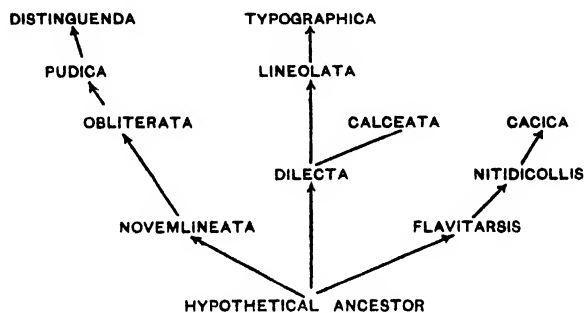 DISTINGUENDA TYPOGRAPHICA
PUDICA LINEOLATA
OBLITERATA CALCEATA CACICA
DILECTA NITIDICOLLIS
NOVEMLINEATA FLAVITARSIS
HYPOTHETICAL ANCESTOR